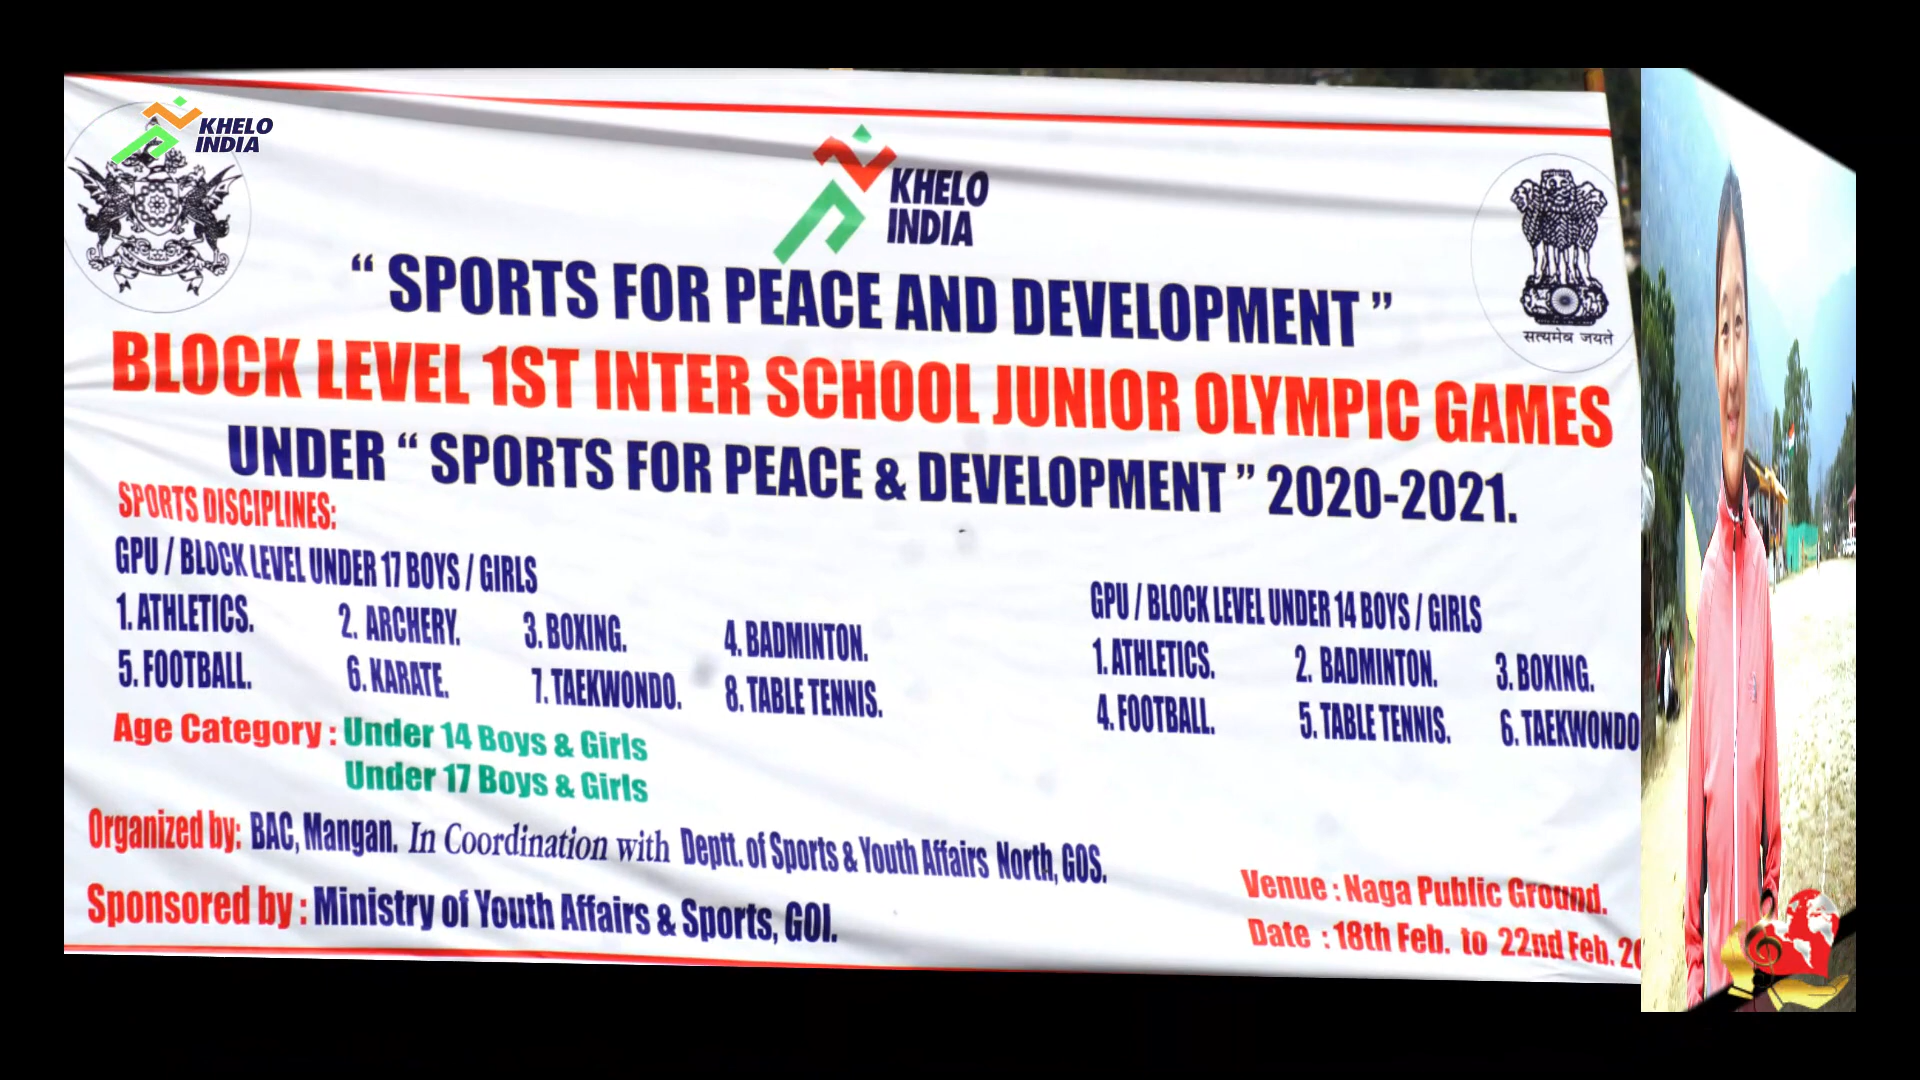 KHELO
INDIA
KHELO
INDIA
सत्यमेव जयते
“ SPORTS FOR PEACE AND DEVELOPMENT ”
BLOCK LEVEL 1ST INTER SCHOOL JUNIOR OLYMPIC GAMES
UNDER “ SPORTS FOR PEACE & DEVELOPMENT ” 2020-2021.
SPORTS DISCIPLINES:
GPU / BLOCK LEVEL UNDER 17 BOYS / GIRLS
1. ATHLETICS. 2. ARCHERY. 3. BOXING. 4. BADMINTON.
5. FOOTBALL. 6. KARATE. 7. TAEKWONDO. 8. TABLE TENNIS.
GPU / BLOCK LEVEL UNDER 14 BOYS / GIRLS
1. ATHLETICS. 2. BADMINTON. 3. BOXING.
4. FOOTBALL. 5. TABLE TENNIS. 6. TAEKWONDO
Age Category : Under 14 Boys & Girls
Under 17 Boys & Girls
Organized by: BAC, Mangan. In Coordination with Deptt. of Sports & Youth Affairs North, GOS.
Sponsored by : Ministry of Youth Affairs & Sports, GOI.
Venue : Naga Public Ground.
Date : 18th Feb. to 22nd Feb.